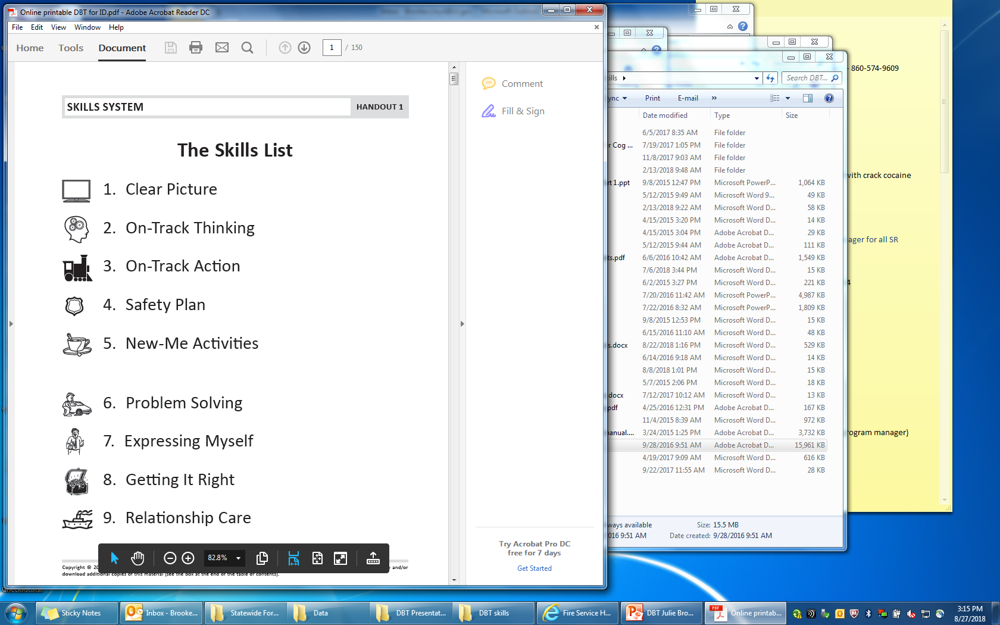 Online printable DBT for ID.pdf - Adobe Acrobat Reader DC
File Edit View Window Help
Home Tools Document 1 / 150
SKILLS SYSTEM HANDOUT 1
The Skills List
1. Clear Picture
2. On-Track Thinking
3. On-Track Action
4. Safety Plan
5. New-Me Activities
6. Problem Solving
7. Expressing Myself
8. Getting It Right
9. Relationship Care
82.8%
Copyright © 20 y and/or
download additional copies of this material (see the box at the end of the table of contents).
Comment
Fill & Sign
Try Acrobat Pro DC
free for 7 days
Get Started
kills Search DBT...
ync Print E-mail »
Date modified Type Size
6/5/2017 8:35 AM File folder
r Cog ... 7/19/2017 1:05 PM File folder
11/8/2017 9:03 AM File folder
2/13/2018 9:48 AM File folder
rt 1.ppt 9/8/2015 12:47 PM Microsoft PowerP... 1,064 KB
5/12/2015 9:49 AM Microsoft Word 9... 49 KB
2/13/2018 9:22 AM Microsoft Word D... 58 KB
4/15/2015 3:20 PM Microsoft Word D... 14 KB
4/15/2015 3:04 PM Adobe Acrobat D... 29 KB
5/12/2015 9:44 AM Adobe Acrobat D... 111 KB
ts.pdf 6/6/2016 10:42 AM Adobe Acrobat D... 1,549 KB
7/6/2018 3:44 PM Microsoft Word D... 15 KB
6/2/2015 3:27 PM Microsoft Word D... 221 KB
7/20/2016 11:42 AM Microsoft PowerP... 4,987 KB
7/22/2016 8:32 AM Microsoft PowerP... 1,809 KB
9/8/2015 12:53 PM Microsoft Word D... 15 KB
6/15/2016 11:10 AM Microsoft Word D... 48 KB
s.docx 8/22/2018 1:16 PM Microsoft Word D... 529 KB
6/14/2016 9:18 AM Microsoft Word D... 14 KB
8/8/2018 1:01 PM Microsoft Word D... 15 KB
5/7/2015 2:06 PM Microsoft Word D... 18 KB
.docx 7/12/2017 10:12 AM Microsoft Word D... 13 KB
.pdf 4/25/2016 12:31 PM Adobe Acrobat D... 167 KB
11/4/2015 8:39 AM Microsoft Word D... 972 KB
manual.... 3/24/2015 1:25 PM Adobe Acrobat D... 3,732 KB
9/28/2016 9:51 AM Adobe Acrobat D... 15,961 KB
4/19/2017 9:09 AM Microsoft Word D... 616 KB
9/22/2017 11:55 AM Microsoft Word D... 28 KB
ways available Size: 15.5 MB
016 9:51 AM Date created: 9/28/2016 9:51 AM
- 860-574-9609
with crack cocaine
ager for all SR
4
rogram manager)
Sticky Notes
Inbox - Brooke...
Statewide For...
Data
DBT Presentat...
DBT skills
Fire Service H...
DBT Julie Bro...
Online printab...
3:15 PM
8/27/2018